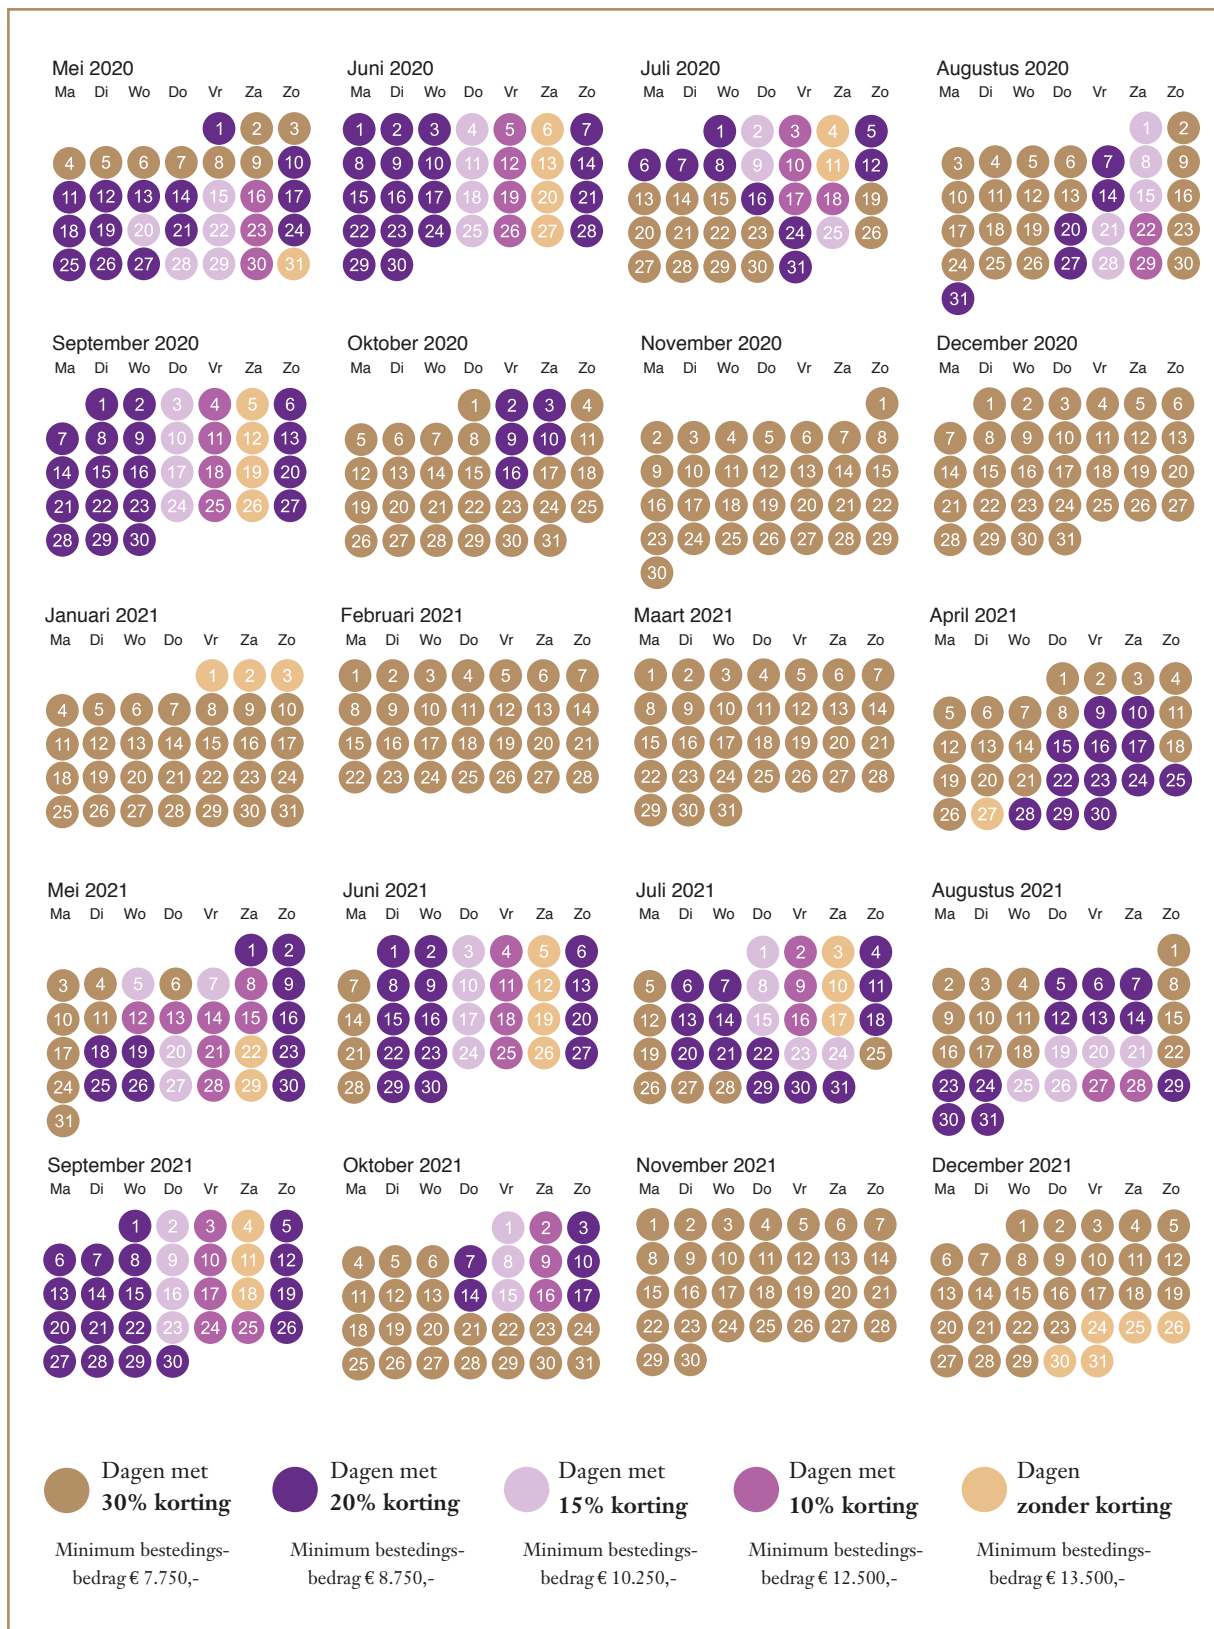 Mei 2020
Ma Di Wo Do Vr Za Zo
1 2 3
4 5 6 7 8 9 10
11 12 13 14 15 16 17
18 19 20 21 22 23 24
25 26 27 28 29 30 31
Juni 2020
Ma Di Wo Do Vr Za Zo
1 2 3 4 5 6 7
8 9 10 11 12 13 14
15 16 17 18 19 20 21
22 23 24 25 26 27 28
29 30
Juli 2020
Ma Di Wo Do Vr Za Zo
1 2 3 4 5
6 7 8 9 10 11 12
13 14 15 16 17 18 19
20 21 22 23 24 25 26
27 28 29 30 31
Augustus 2020
Ma Di Wo Do Vr Za Zo
1 2
3 4 5 6 7 8 9
10 11 12 13 14 15 16
17 18 19 20 21 22 23
24 25 26 27 28 29 30
31
September 2020
Ma Di Wo Do Vr Za Zo
1 2 3 4 5 6
7 8 9 10 11 12 13
14 15 16 17 18 19 20
21 22 23 24 25 26 27
28 29 30
Oktober 2020
Ma Di Wo Do Vr Za Zo
1 2 3 4
5 6 7 8 9 10 11
12 13 14 15 16 17 18
19 20 21 22 23 24 25
26 27 28 29 30 31
November 2020
Ma Di Wo Do Vr Za Zo
1
2 3 4 5 6 7 8
9 10 11 12 13 14 15
16 17 18 19 20 21 22
23 24 25 26 27 28 29
30
December 2020
Ma Di Wo Do Vr Za Zo
1 2 3 4 5 6
7 8 9 10 11 12 13
14 15 16 17 18 19 20
21 22 23 24 25 26 27
28 29 30 31
Januari 2021
Ma Di Wo Do Vr Za Zo
1 2 3
4 5 6 7 8 9 10
11 12 13 14 15 16 17
18 19 20 21 22 23 24
25 26 27 28 29 30 31
Februari 2021
Ma Di Wo Do Vr Za Zo
1 2 3 4 5 6 7
8 9 10 11 12 13 14
15 16 17 18 19 20 21
22 23 24 25 26 27 28
Maart 2021
Ma Di Wo Do Vr Za Zo
1 2 3 4 5 6 7
8 9 10 11 12 13 14
15 16 17 18 19 20 21
22 23 24 25 26 27 28
29 30 31
April 2021
Ma Di Wo Do Vr Za Zo
1 2 3 4
5 6 7 8 9 10 11
12 13 14 15 16 17 18
19 20 21 22 23 24 25
26 27 28 29 30
Mei 2021
Ma Di Wo Do Vr Za Zo
1 2
3 4 5 6 7 8 9
10 11 12 13 14 15 16
17 18 19 20 21 22 23
24 25 26 27 28 29 30
31
Juni 2021
Ma Di Wo Do Vr Za Zo
1 2 3 4 5 6
7 8 9 10 11 12 13
14 15 16 17 18 19 20
21 22 23 24 25 26 27
28 29 30
Juli 2021
Ma Di Wo Do Vr Za Zo
1 2 3 4
5 6 7 8 9 10 11
12 13 14 15 16 17 18
19 20 21 22 23 24 25
26 27 28 29 30 31
Augustus 2021
Ma Di Wo Do Vr Za Zo
1
2 3 4 5 6 7 8
9 10 11 12 13 14 15
16 17 18 19 20 21 22
23 24 25 26 27 28 29
30 31
September 2021
Ma Di Wo Do Vr Za Zo
1 2 3 4 5
6 7 8 9 10 11 12
13 14 15 16 17 18 19
20 21 22 23 24 25 26
27 28 29 30
Oktober 2021
Ma Di Wo Do Vr Za Zo
1 2 3
4 5 6 7 8 9 10
11 12 13 14 15 16 17
18 19 20 21 22 23 24
25 26 27 28 29 30 31
November 2021
Ma Di Wo Do Vr Za Zo
1 2 3 4 5 6 7
8 9 10 11 12 13 14
15 16 17 18 19 20 21
22 23 24 25 26 27 28
29 30
December 2021
Ma Di Wo Do Vr Za Zo
1 2 3 4 5
6 7 8 9 10 11 12
13 14 15 16 17 18 19
20 21 22 23 24 25 26
27 28 29 30 31
Dagen met
30% korting
Minimum bestedings-
bedrag € 7.750,-
Dagen met
20% korting
Minimum bestedings-
bedrag € 8.750,-
Dagen met
15% korting
Minimum bestedings-
bedrag € 10.250,-
Dagen met
10% korting
Minimum bestedings-
bedrag € 12.500,-
Dagen
zonder korting
Minimum bestedings-
bedrag € 13.500,-